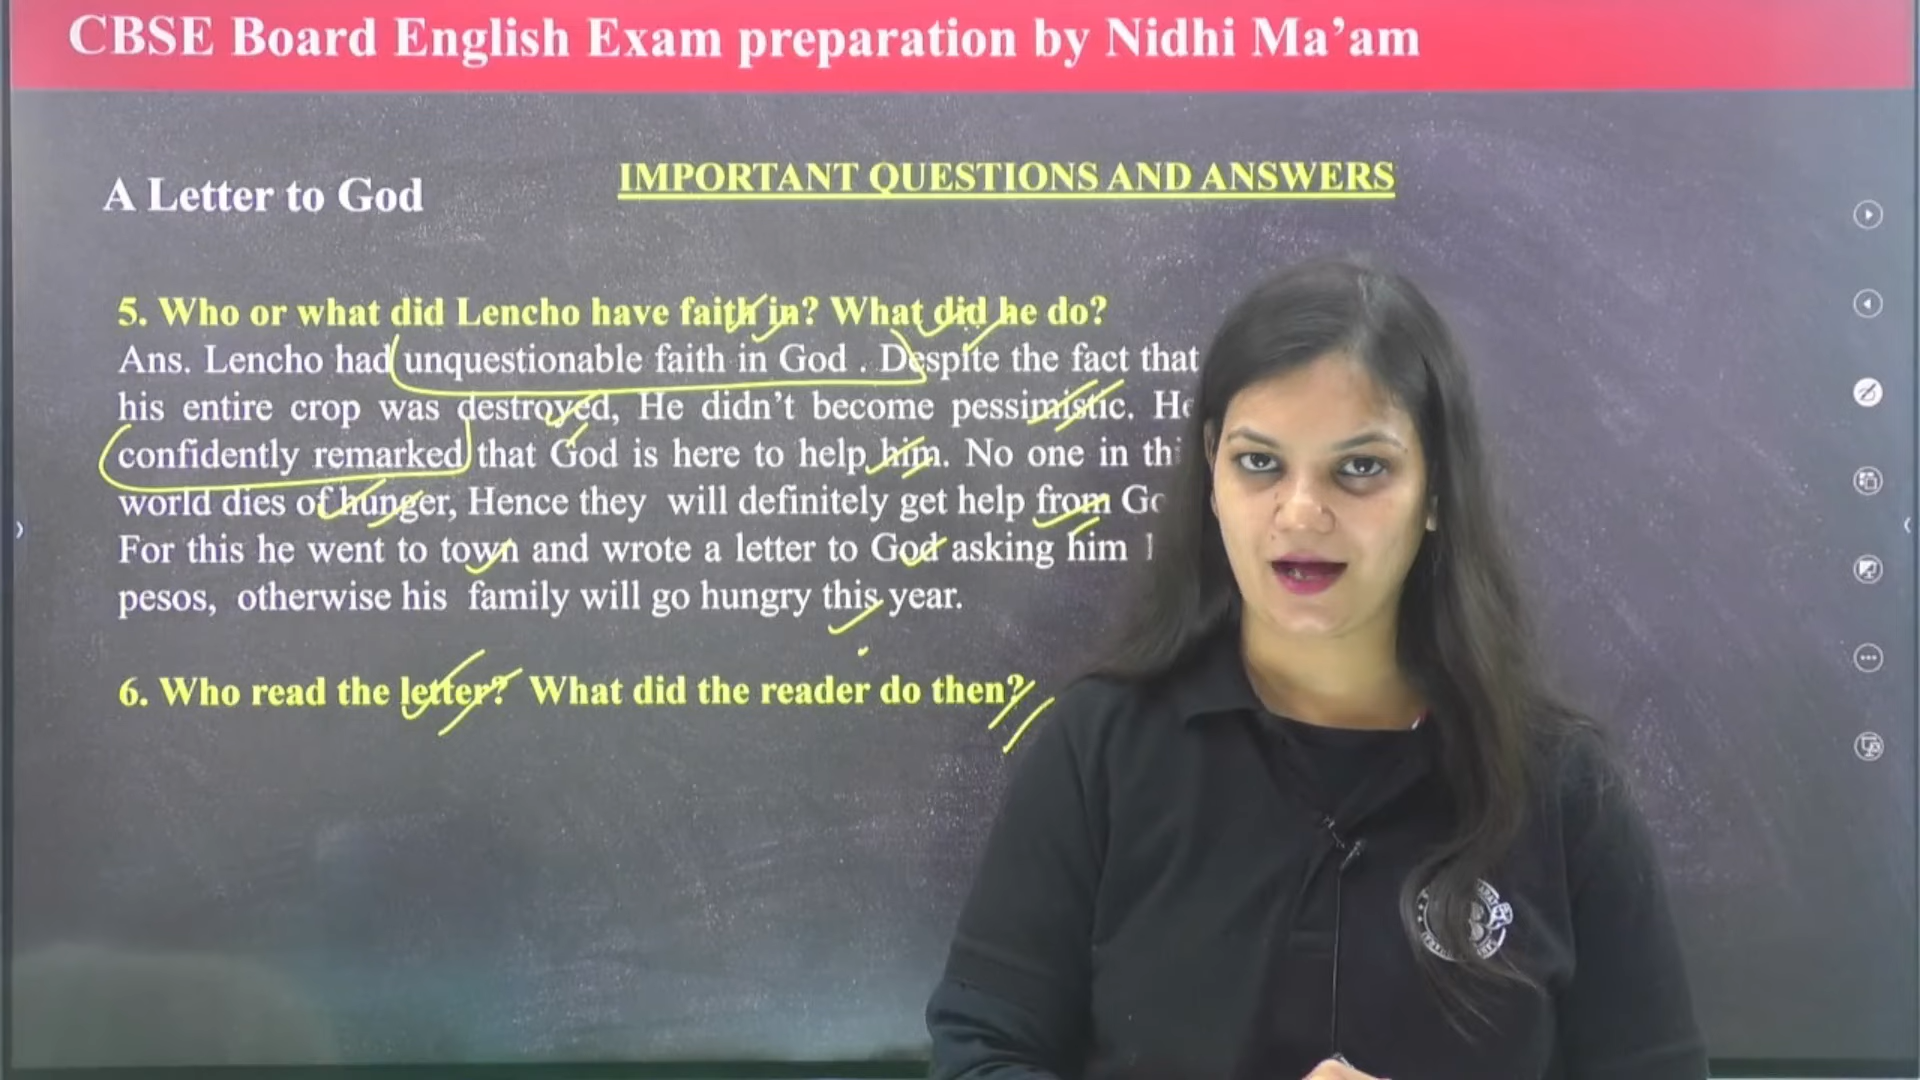 CBSE Board English Exam preparation by Nidhi Ma’am
A Letter to God
IMPORTANT QUESTIONS AND ANSWERS
5. Who or what did Lencho have faith in? What did he do?
Ans. Lencho had unquestionable faith in God . Despite the fact that
his entire crop was destroyed, He didn’t become pessimistic. He
confidently remarked that God is here to help him. No one in
world dies of hunger, Hence they will definitely get help from
For this he went to town and wrote a letter to God asking him
pesos, otherwise his family will go hungry this year.
6. Who read the letter? What did the reader do then?